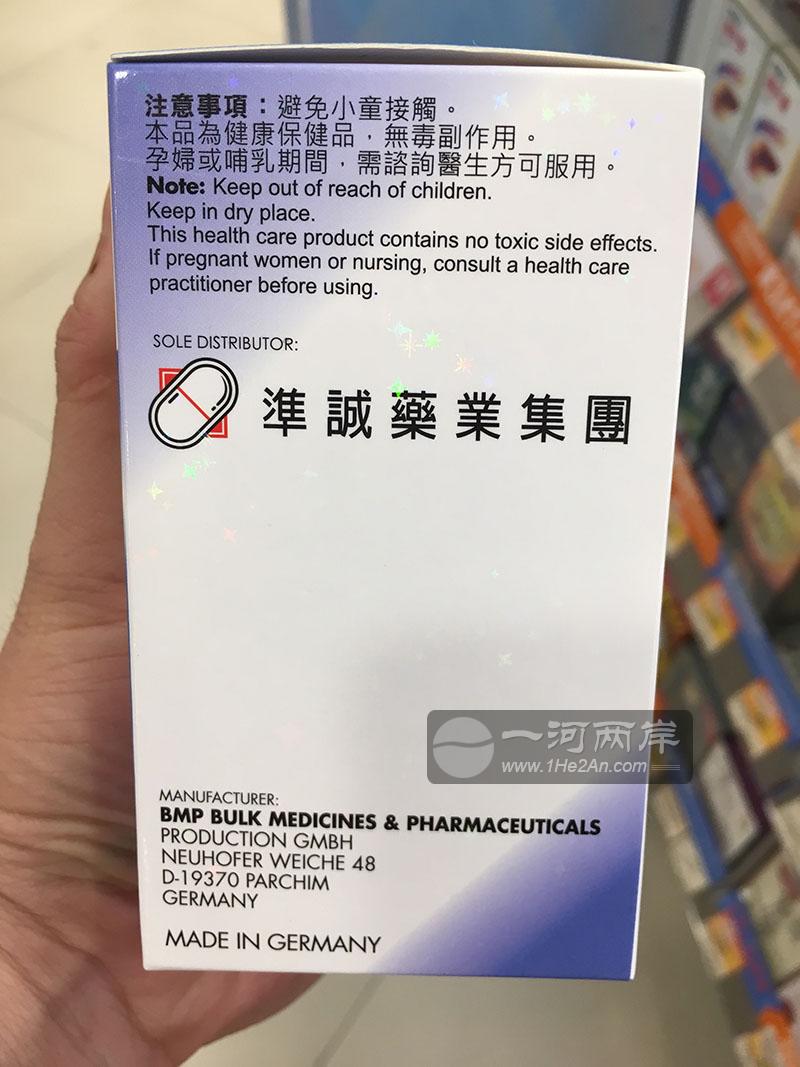 注意事項：避免小童接觸。
本品為健康保健品，無毒副作用。
孕婦或哺乳期間，需諮詢醫生方可服用。
Note: Keep out of reach of children.
Keep in dry place.
This health care product contains no toxic side effects.
If pregnant women or nursing, consult a health care
practitioner before using.
SOLE DISTRIBUTOR:
準誠藥業集團
一河两岸
www.1He2An.com
MANUFACTURER:
BMP BULK MEDICINES & PHARMACEUTICALS
PRODUCTION GMBH
NEUHOFER WEICHE 48
D-19370 PARCHIM
GERMANY
MADE IN GERMANY